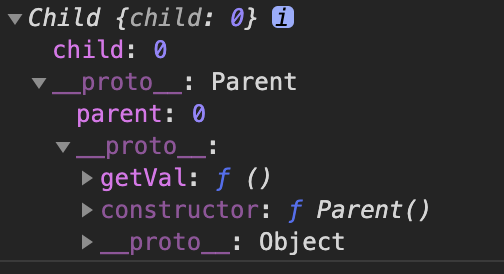 ▼Child {child: 0} i
child: 0
▼__proto__: Parent
parent: 0
▼__proto__:
▶getVal: ƒ ()
▶constructor: ƒ Parent()
▶__proto__: Object